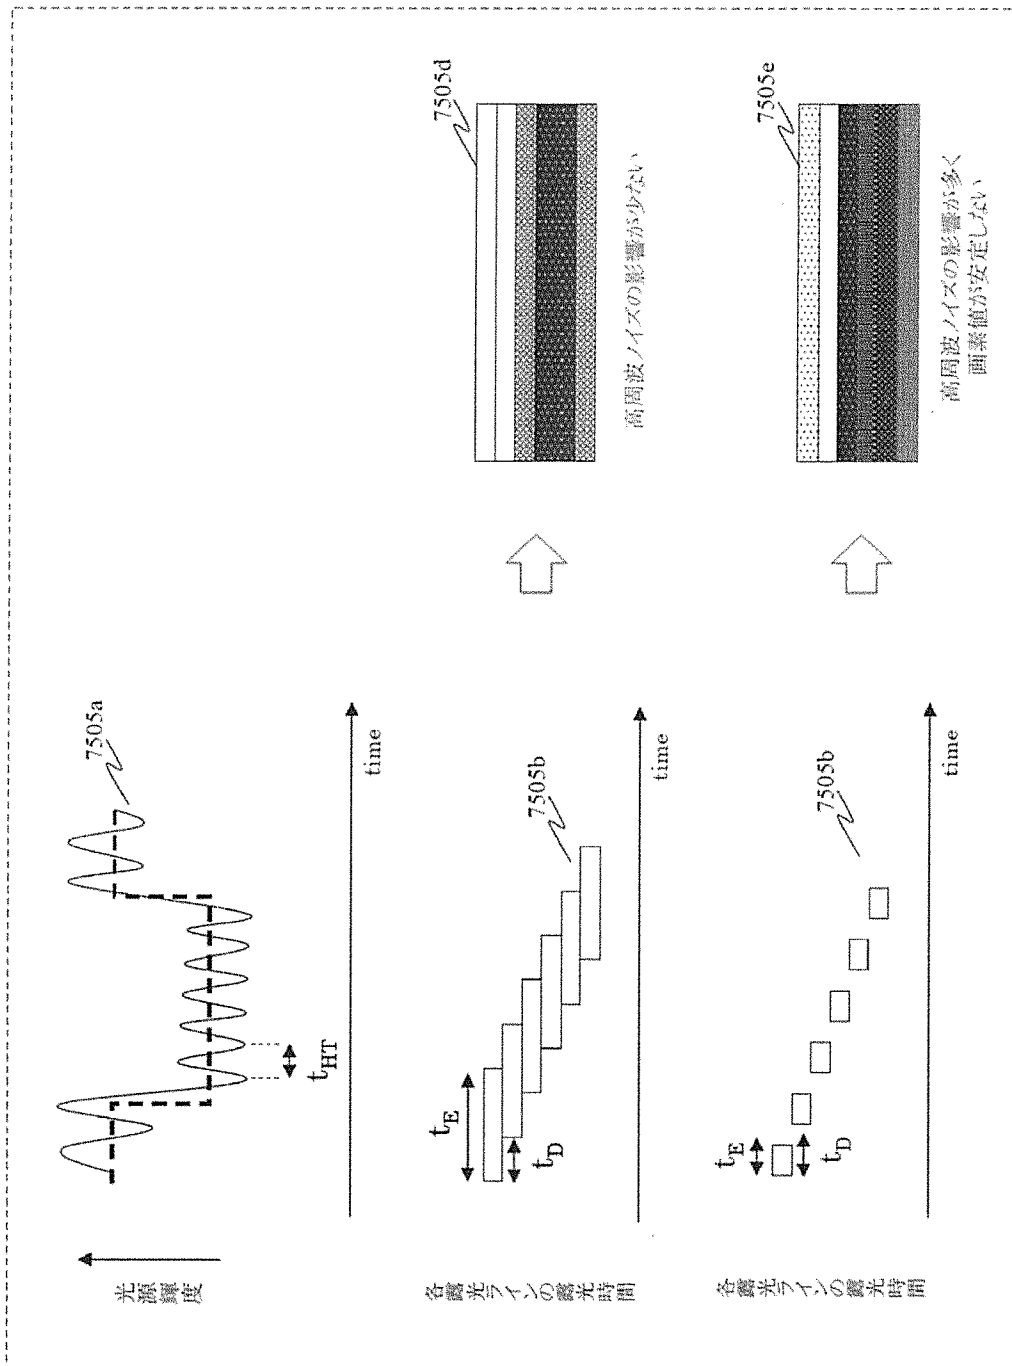 光源輝度
7505a
t_HT
time
各露光ラインの露光時間
t_E
t_D
7505b
time
7505d
高周波ノイズの影響が少ない
各露光ラインの露光時間
t_E
t_D
7505b
time
7505e
高周波ノイズの影響が多く
画素値が安定しない